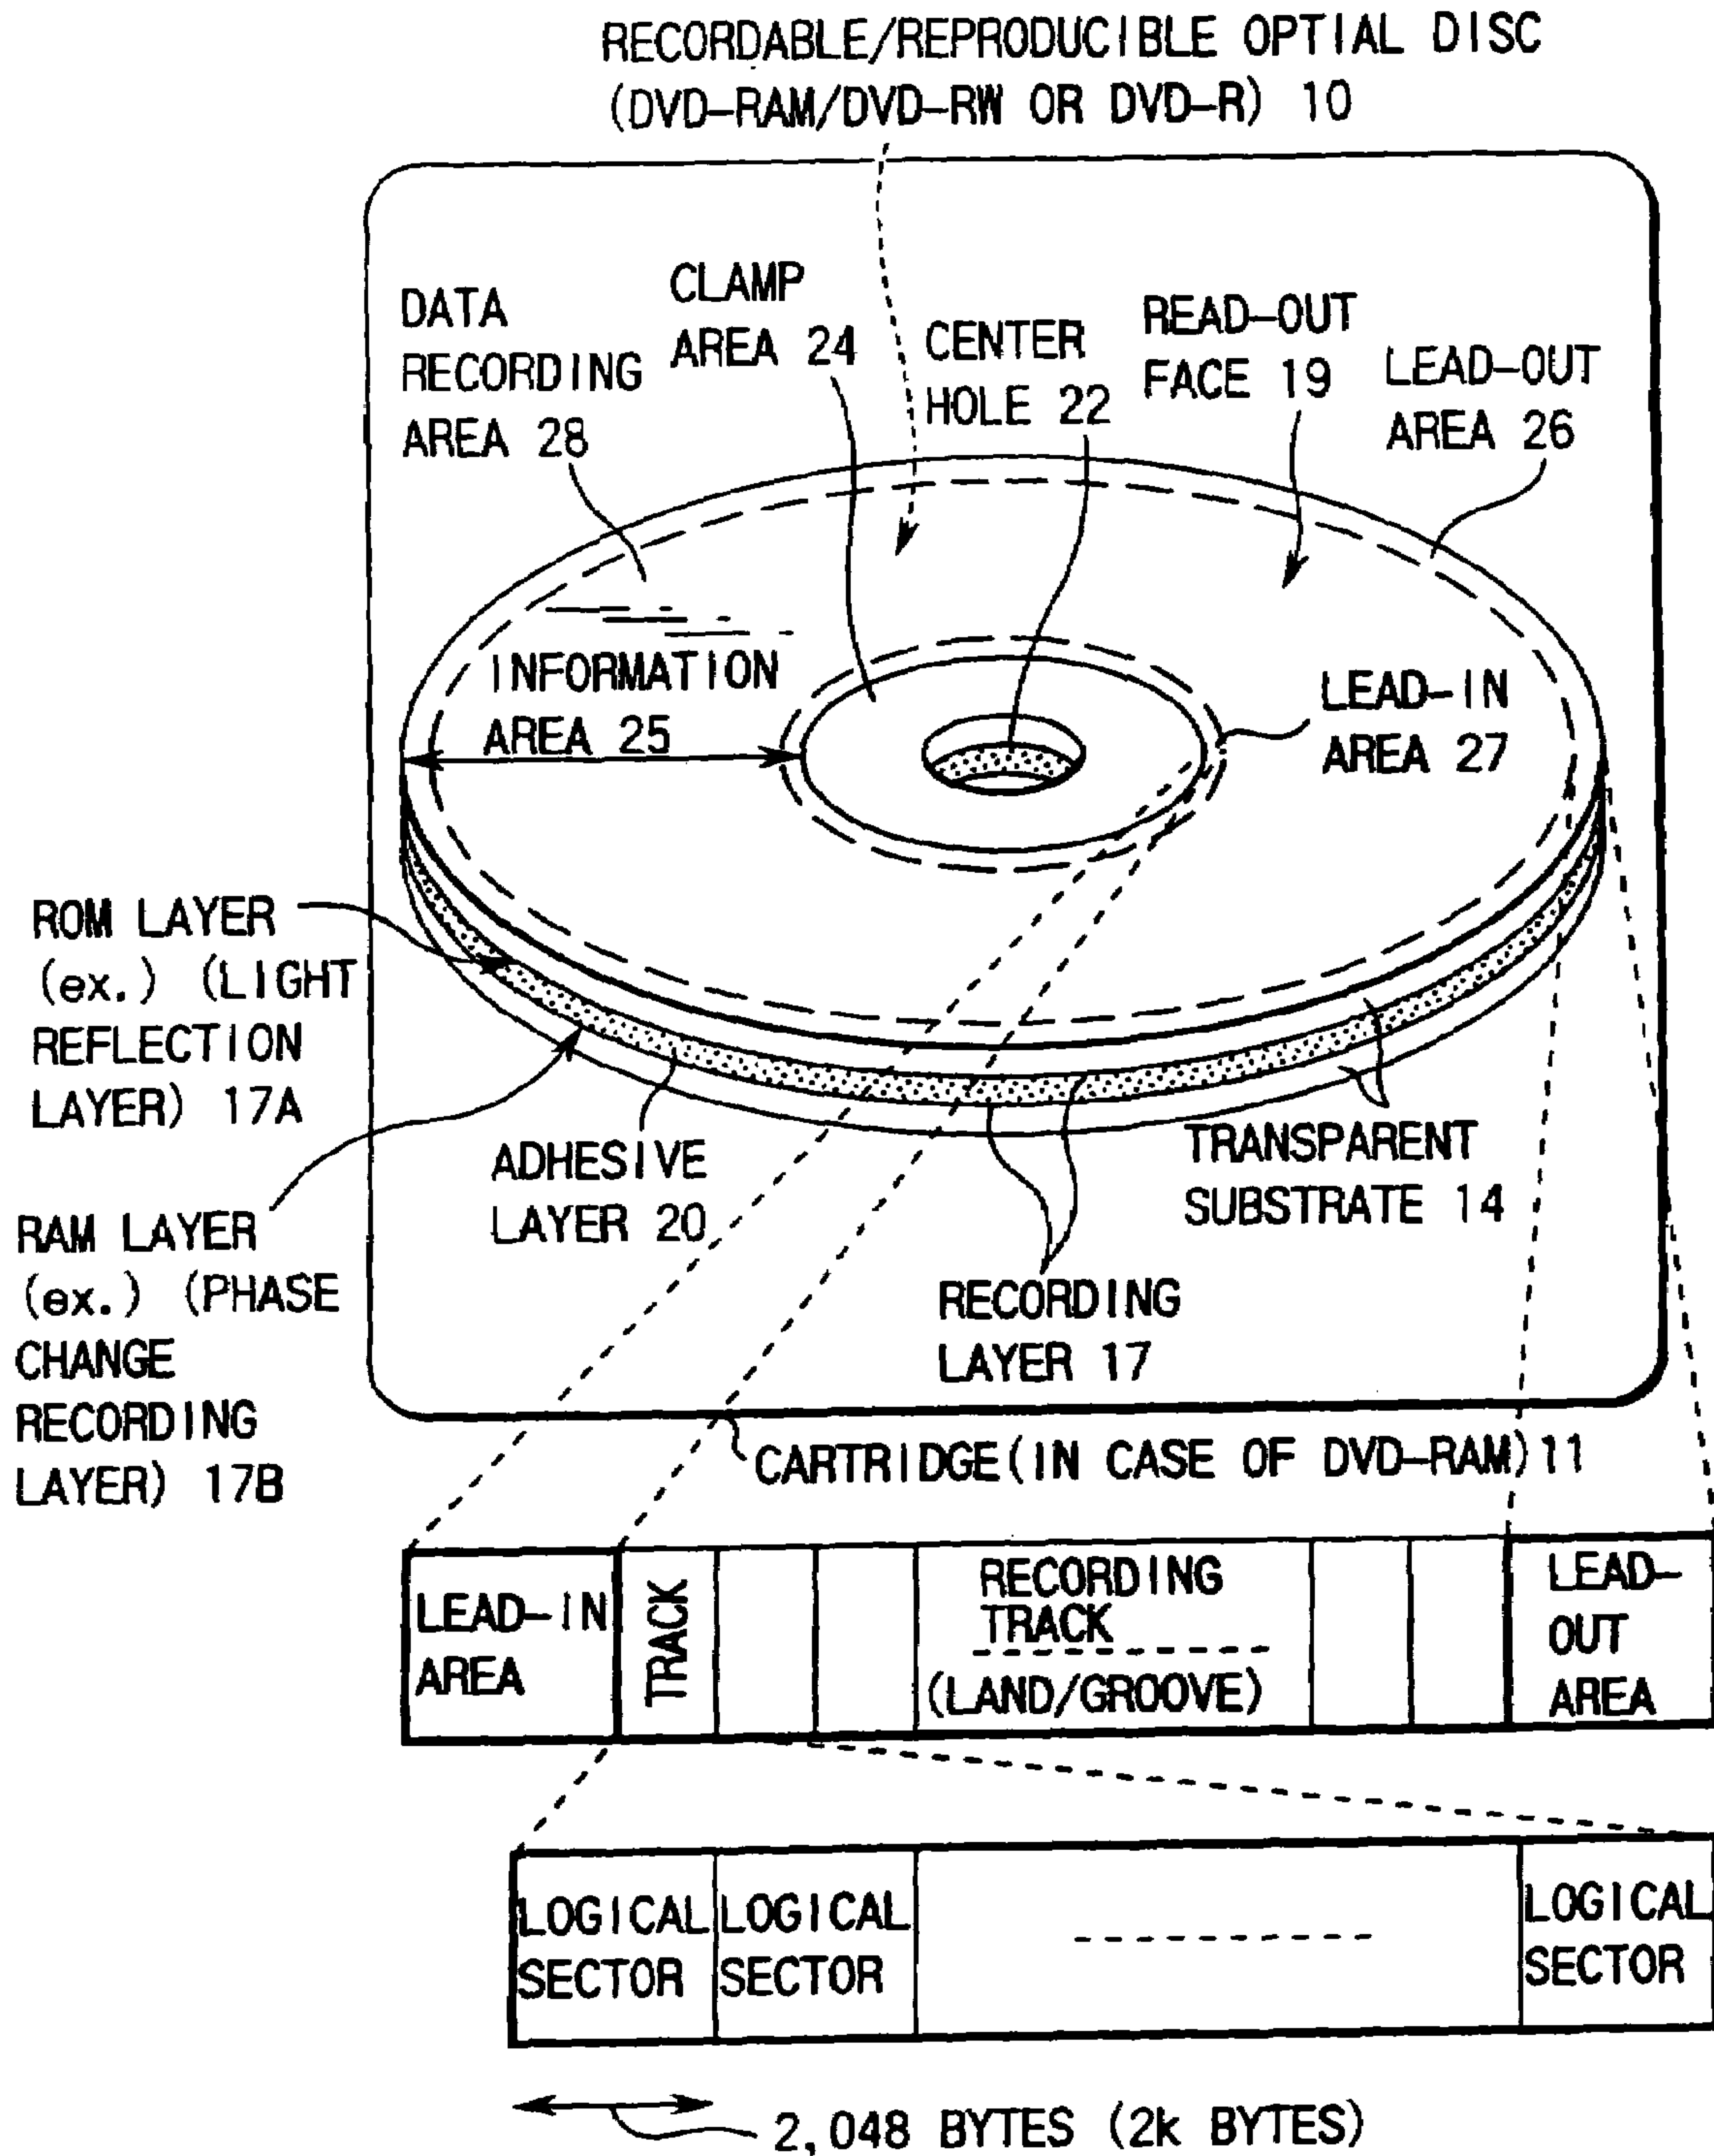 RECORDABLE/REPRODUCIBLE OPTIAL DISC
(DVD-RAM/DVD-RW OR DVD-R) 10
DATA
RECORDING
AREA 28
CLAMP
AREA 24
CENTER
HOLE 22
READ-OUT
FACE 19
LEAD-OUT
AREA 26
INFORMATION
AREA 25
LEAD-IN
AREA 27
ROM LAYER
(ex.) (LIGHT
REFLECTION
LAYER) 17A
RAM LAYER
(ex.) (PHASE
CHANGE
RECORDING
LAYER) 17B
ADHESIVE
LAYER 20
TRANSPARENT
SUBSTRATE 14
RECORDING
LAYER 17
CARTRIDGE(IN CASE OF DVD-RAM)11
LEAD-IN
AREA
TRACK
RECORDING
TRACK
(LAND/GROOVE)
LEAD-
OUT
AREA
LOGICAL
SECTOR
LOGICAL
SECTOR
LOGICAL
SECTOR
2,048 BYTES (2k BYTES)